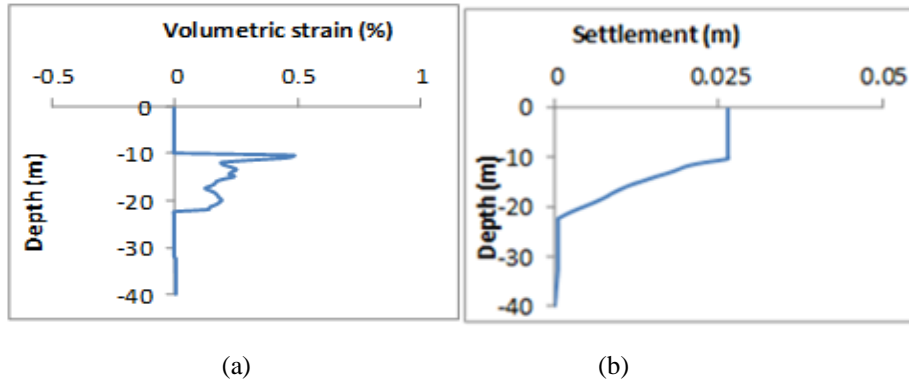 Volumetric strain (%)
-0.5 0 0.5 1
0
-10
-20
-30
-40
Depth (m)
(a)
Settlement (m)
0 0.025 0.05
0
-10
-20
-30
-40
Depth (m)
(b)